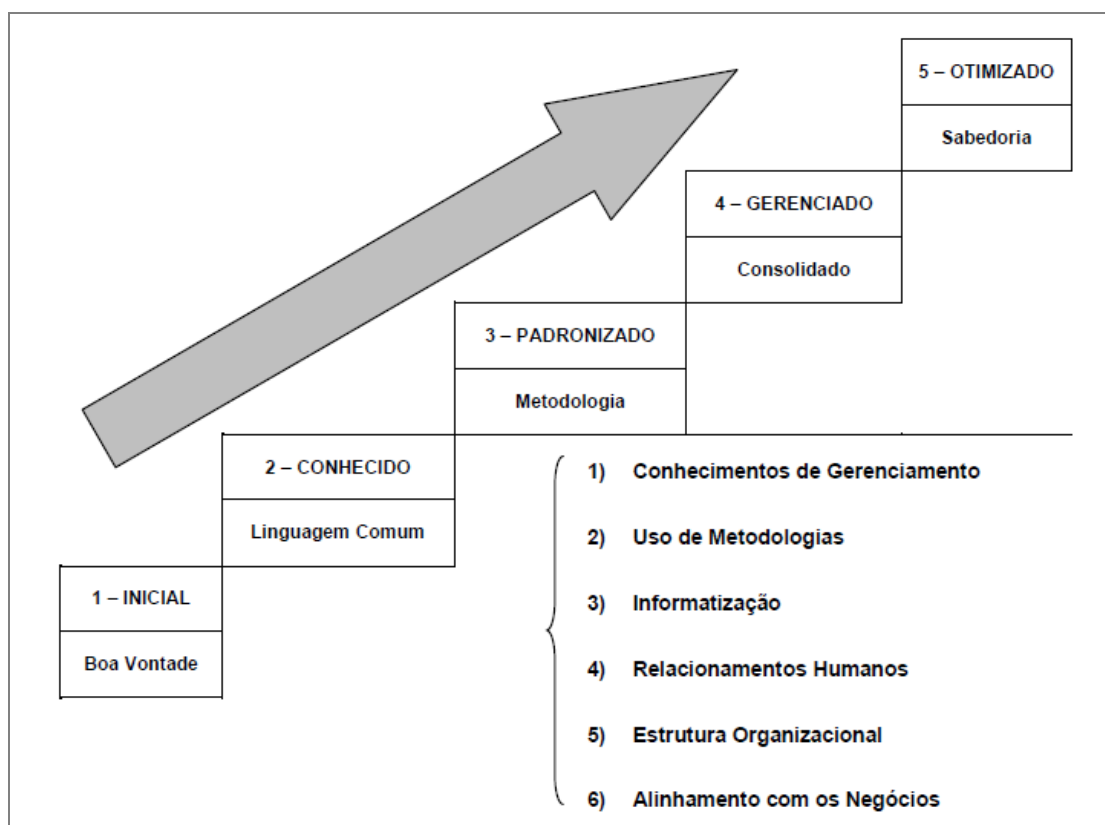 5 – OTIMIZADO
Sabedoria
4 – GERENCIADO
Consolidado
3 – PADRONIZADO
Metodologia
2 – CONHECIDO
Linguagem Comum
1 – INICIAL
Boa Vontade
1) Conhecimentos de Gerenciamento
2) Uso de Metodologias
3) Informatização
4) Relacionamentos Humanos
5) Estrutura Organizacional
6) Alinhamento com os Negócios